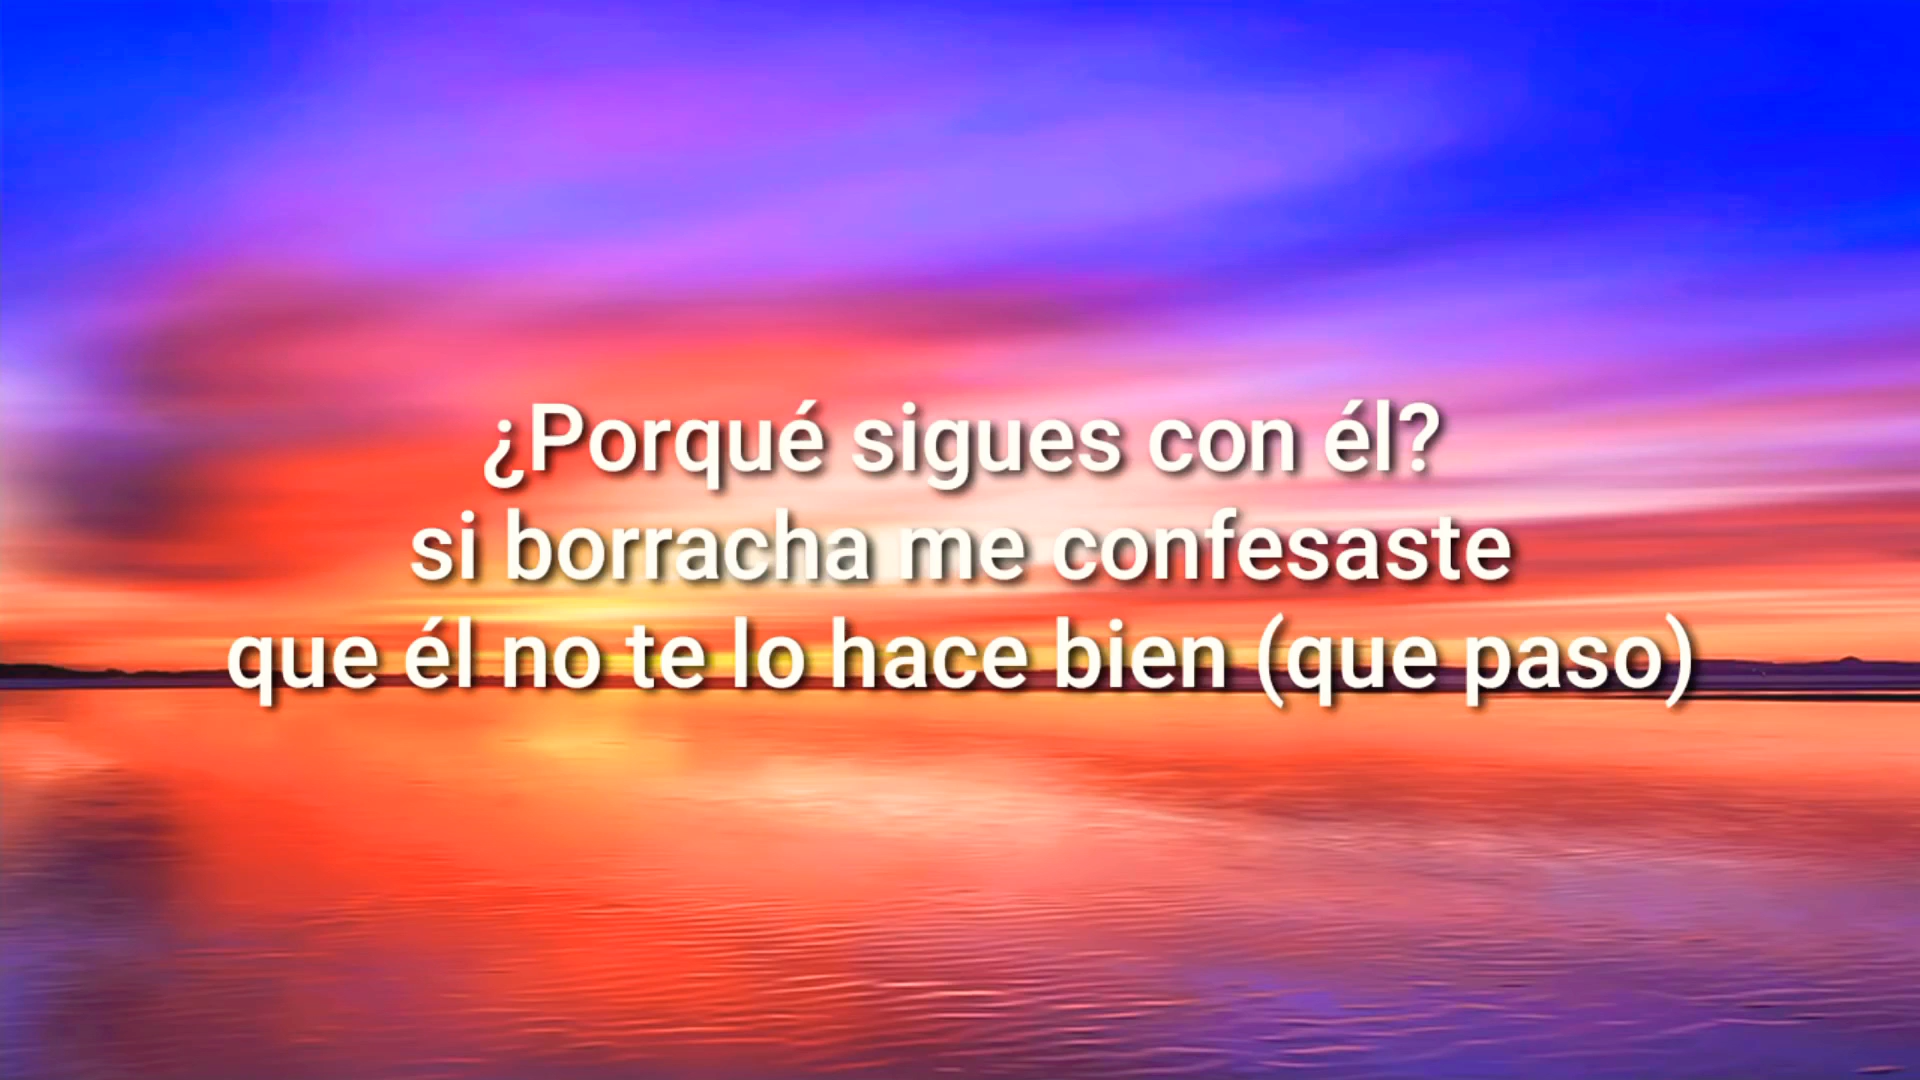 ¿Porqué sigues con él?
si borracha me confesaste
que él no te lo hace bien (que paso)